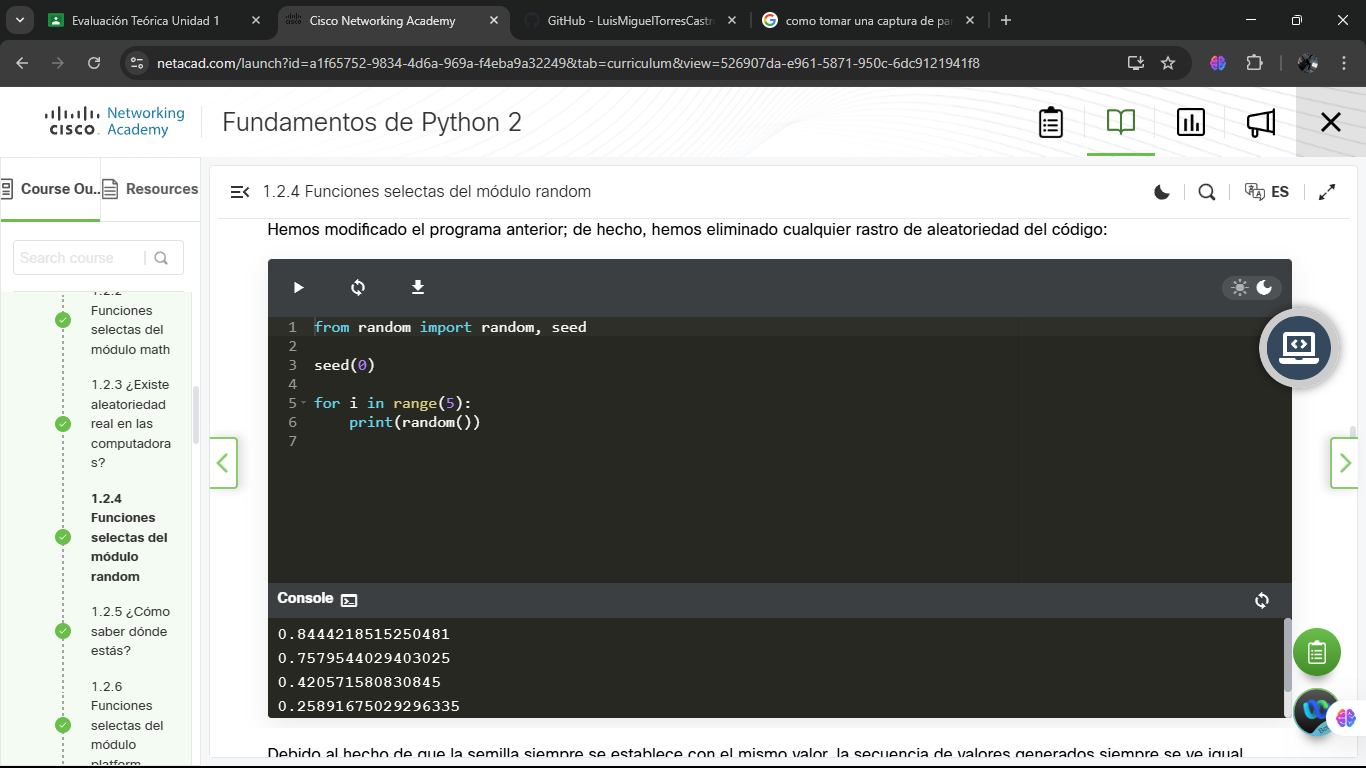 Evaluación Teórica Unidad 1
Cisco Networking Academy
GitHub - LuisMiguelTorresCastr
como tomar una captura de pan
netacad.com/launch?id=a1f65752-9834-4d6a-969a-f4eba9a32249&tab=curriculum&view=526907da-e961-5871-950c-6dc9121941f8
CISCO Networking Academy
Fundamentos de Python 2
Course Ou..
Resources
1.2.4 Funciones selectas del módulo random
ES
Search course
1.2.2
Funciones
selectas del
módulo math
1.2.3 ¿Existe
aleatoriedad
real en las
computadora
s?
1.2.4
Funciones
selectas del
módulo
random
1.2.5 ¿Cómo
saber dónde
estás?
1.2.6
Funciones
selectas del
módulo
platform
Hemos modificado el programa anterior; de hecho, hemos eliminado cualquier rastro de aleatoriedad del código:
1 from random import random, seed
2
3 seed(0)
4
5 for i in range(5):
6     print(random())
7
Console
0.8444218515250481
0.7579544029403025
0.420571580830845
0.25891675029296335
Debido al hecho de que la semilla siempre se establece con el mismo valor, la secuencia de valores generados siempre se ve igual.